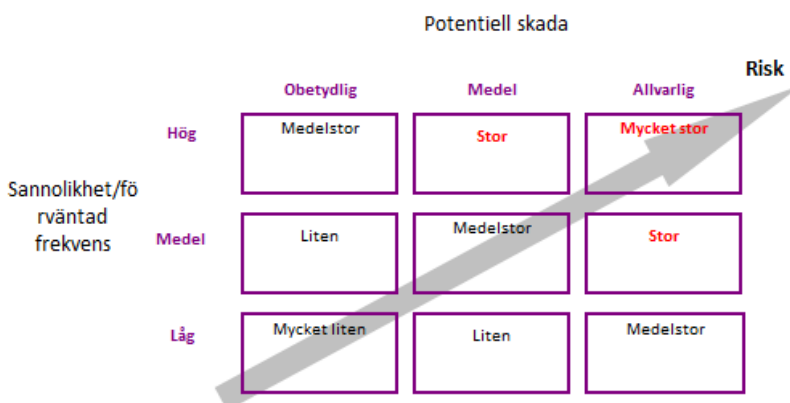 Potentiell skada
Risk
Obetydlig Medel Allvarlig
Hög Medelstor Stor Mycket stor
Sannolikhet/fö
rväntad
frekvens
Medel Liten Medelstor Stor
Låg Mycket liten Liten Medelstor